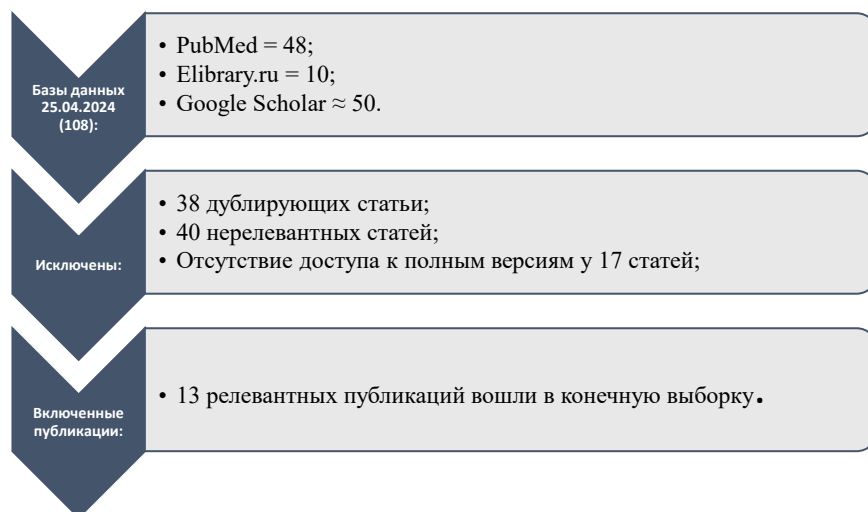 Базы данных
25.04.2024
(108):
• PubMed = 48;
• Elibrary.ru = 10;
• Google Scholar ≈ 50.
Исключены:
• 38 дублирующих статьи;
• 40 нерелевантных статей;
• Отсутствие доступа к полным версиям у 17 статей;
Включенные
публикации:
• 13 релевантных публикаций вошли в конечную выборку.